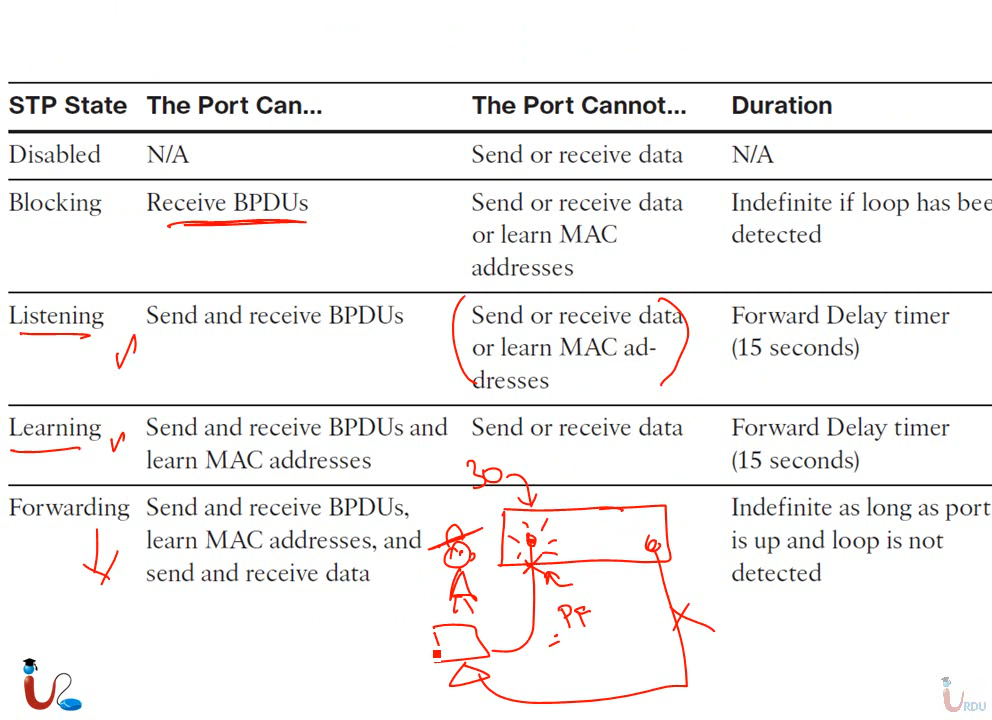 STP State The Port Can... The Port Cannot... Duration
Disabled N/A Send or receive data N/A
Blocking Receive BPDUs Send or receive data Indefinite if loop has bee
or learn MAC detected
addresses
Listening Send and receive BPDUs Send or receive data Forward Delay timer
or learn MAC ad- (15 seconds)
dresses
Learning Send and receive BPDUs and Send or receive data Forward Delay timer
learn MAC addresses (15 seconds)
30
Forwarding Send and receive BPDUs, Indefinite as long as port
learn MAC addresses, and is up and loop is not
send and receive data detected
PF
URDU